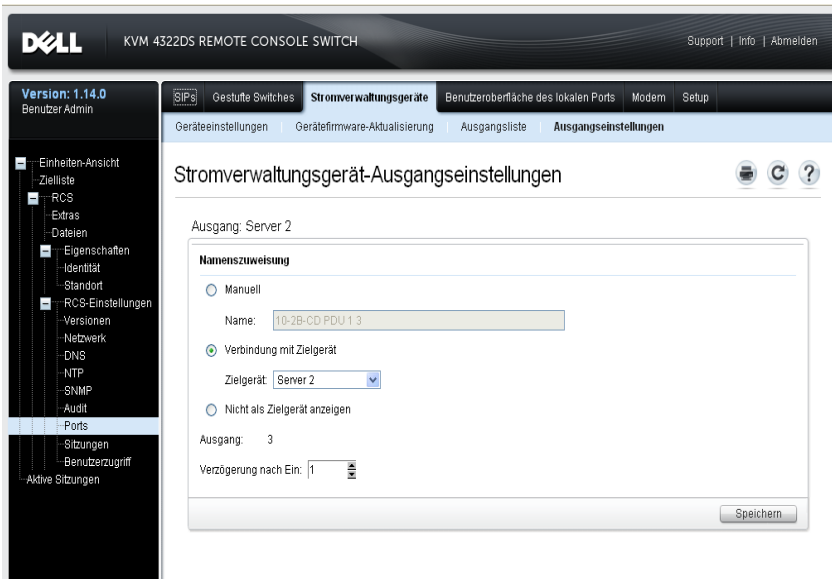 DELL
KVM 4322DS REMOTE CONSOLE SWITCH
Support | Info | Abmelden
Version: 1.14.0
Benutzer Admin
SIPs Gestufte Switches Stromverwaltungsgeräte Benutzeroberfläche des lokalen Ports Modem Setup
Geräteeinstellungen Gerätefirmware-Aktualisierung Ausgangsliste Ausgangseinstellungen
Einheiten-Ansicht
Zielliste
RCS
Extras
Dateien
Eigenschaften
Identität
Standort
RCS-Einstellungen
Versionen
Netzwerk
DNS
NTP
SNMP
Audit
Ports
Sitzungen
Benutzerzugriff
Aktive Sitzungen
Stromverwaltungsgerät-Ausgangseinstellungen
?
Ausgang: Server 2
Namenszuweisung
Manuell
Name: 10-2B-CD PDU 1 3
Verbindung mit Zielgerät
Zielgerät: Server 2
Nicht als Zielgerät anzeigen
Ausgang: 3
Verzögerung nach Ein: 1
Speichern